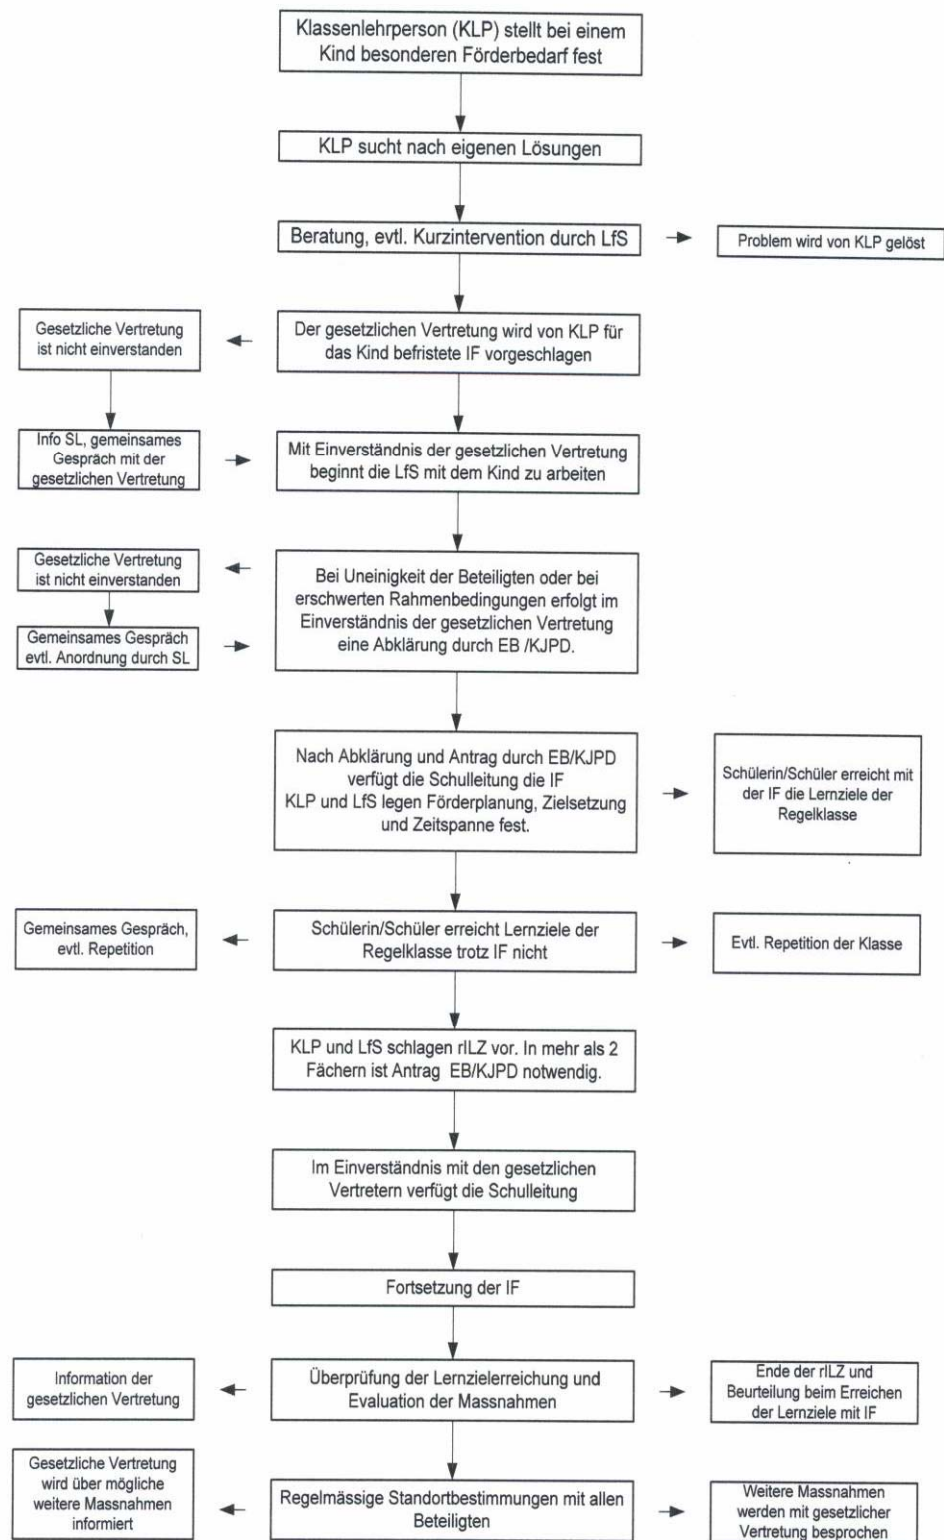 Klassenlehrperson (KLP) stellt bei einem
Kind besonderen Förderbedarf fest
KLP sucht nach eigenen Lösungen
Beratung, evtl. Kurzintervention durch LfS
Problem wird von KLP gelöst
Gesetzliche Vertretung
ist nicht einverstanden
Der gesetzlichen Vertretung wird von KLP für
das Kind befristete IF vorgeschlagen
Info SL, gemeinsames
Gespräch mit der
gesetzlichen Vertretung
Mit Einverständnis der gesetzlichen Vertretung
beginnt die LfS mit dem Kind zu arbeiten
Gesetzliche Vertretung
ist nicht einverstanden
Gemeinsames Gespräch
evtl. Anordnung durch SL
Bei Uneinigkeit der Beteiligten oder bei
erschwerten Rahmenbedingungen erfolgt im
Einverständnis der gesetzlichen Vertretung
eine Abklärung durch EB /KJPD.
Nach Abklärung und Antrag durch EB/KJPD
verfügt die Schulleitung die IF
KLP und LfS legen Förderplanung, Zielsetzung
und Zeitspanne fest.
Schülerin/Schüler erreicht mit
der IF die Lernziele der
Regelklasse
Gemeinsames Gespräch,
evtl. Repetition
Schülerin/Schüler erreicht Lernziele der
Regelklasse trotz IF nicht
Evtl. Repetition der Klasse
KLP und LfS schlagen rILZ vor. In mehr als 2
Fächern ist Antrag EB/KJPD notwendig.
Im Einverständnis mit den gesetzlichen
Vertretern verfügt die Schulleitung
Fortsetzung der IF
Information der
gesetzlichen Vertretung
Überprüfung der Lernzielerreichung und
Evaluation der Massnahmen
Ende der rILZ und
Beurteilung beim Erreichen
der Lernziele mit IF
Gesetzliche Vertretung
wird über mögliche
weitere Massnahmen
informiert
Regelmässige Standortbestimmungen mit allen
Beteiligten
Weitere Massnahmen
werden mit gesetzlicher
Vertretung besprochen